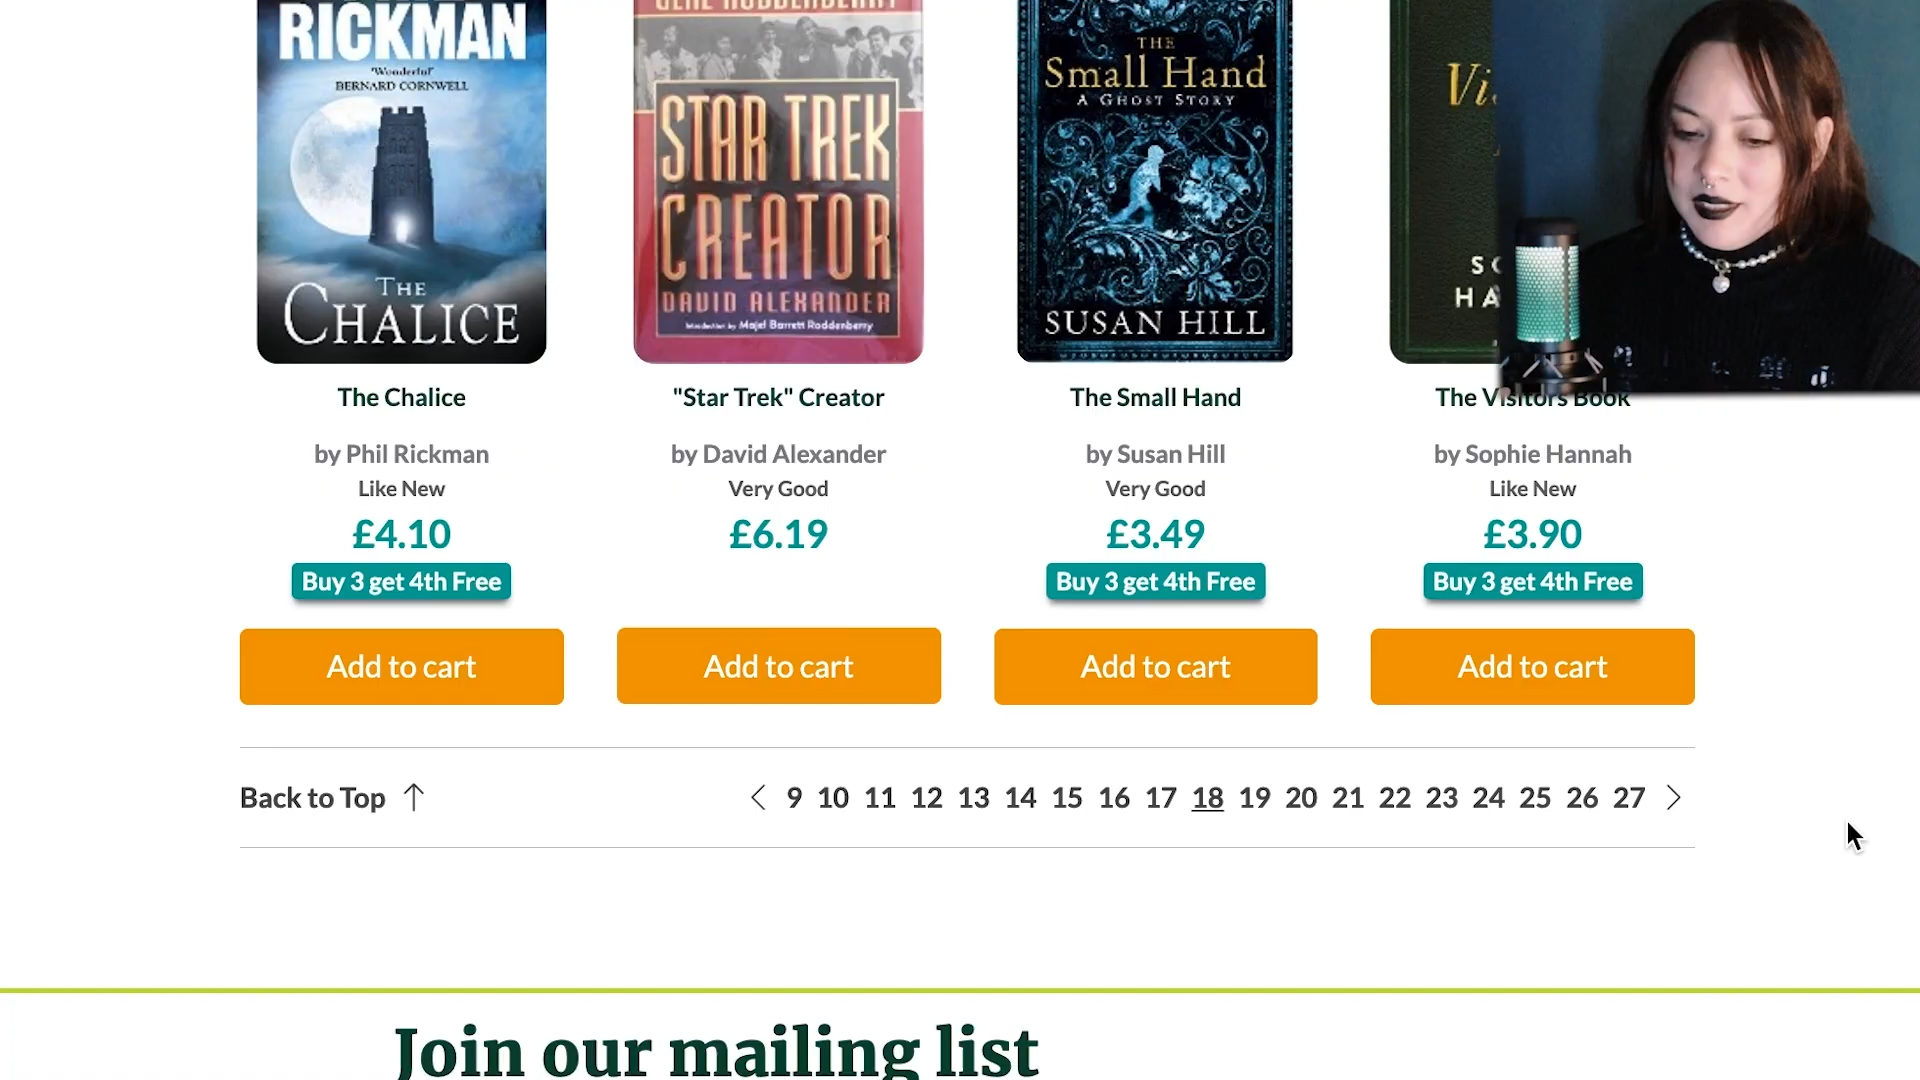 RICKMAN
'Wonderful'
BERNARD CORNWELL
THE
CHALICE
GENE RODDENBERRY
STAR TREK
CREATOR
DAVID ALEXANDER
Introduction by Majel Barrett Roddenberry
THE
Small Hand
A GHOST STORY
SUSAN HILL
Vi
SO
HA
The Chalice
by Phil Rickman
Like New
£4.10
Buy 3 get 4th Free
Add to cart
"Star Trek" Creator
by David Alexander
Very Good
£6.19
Add to cart
The Small Hand
by Susan Hill
Very Good
£3.49
Buy 3 get 4th Free
Add to cart
The Visitors Book
by Sophie Hannah
Like New
£3.90
Buy 3 get 4th Free
Add to cart
Back to Top ↑
< 9 10 11 12 13 14 15 16 17 18 19 20 21 22 23 24 25 26 27 >
Join our mailing list